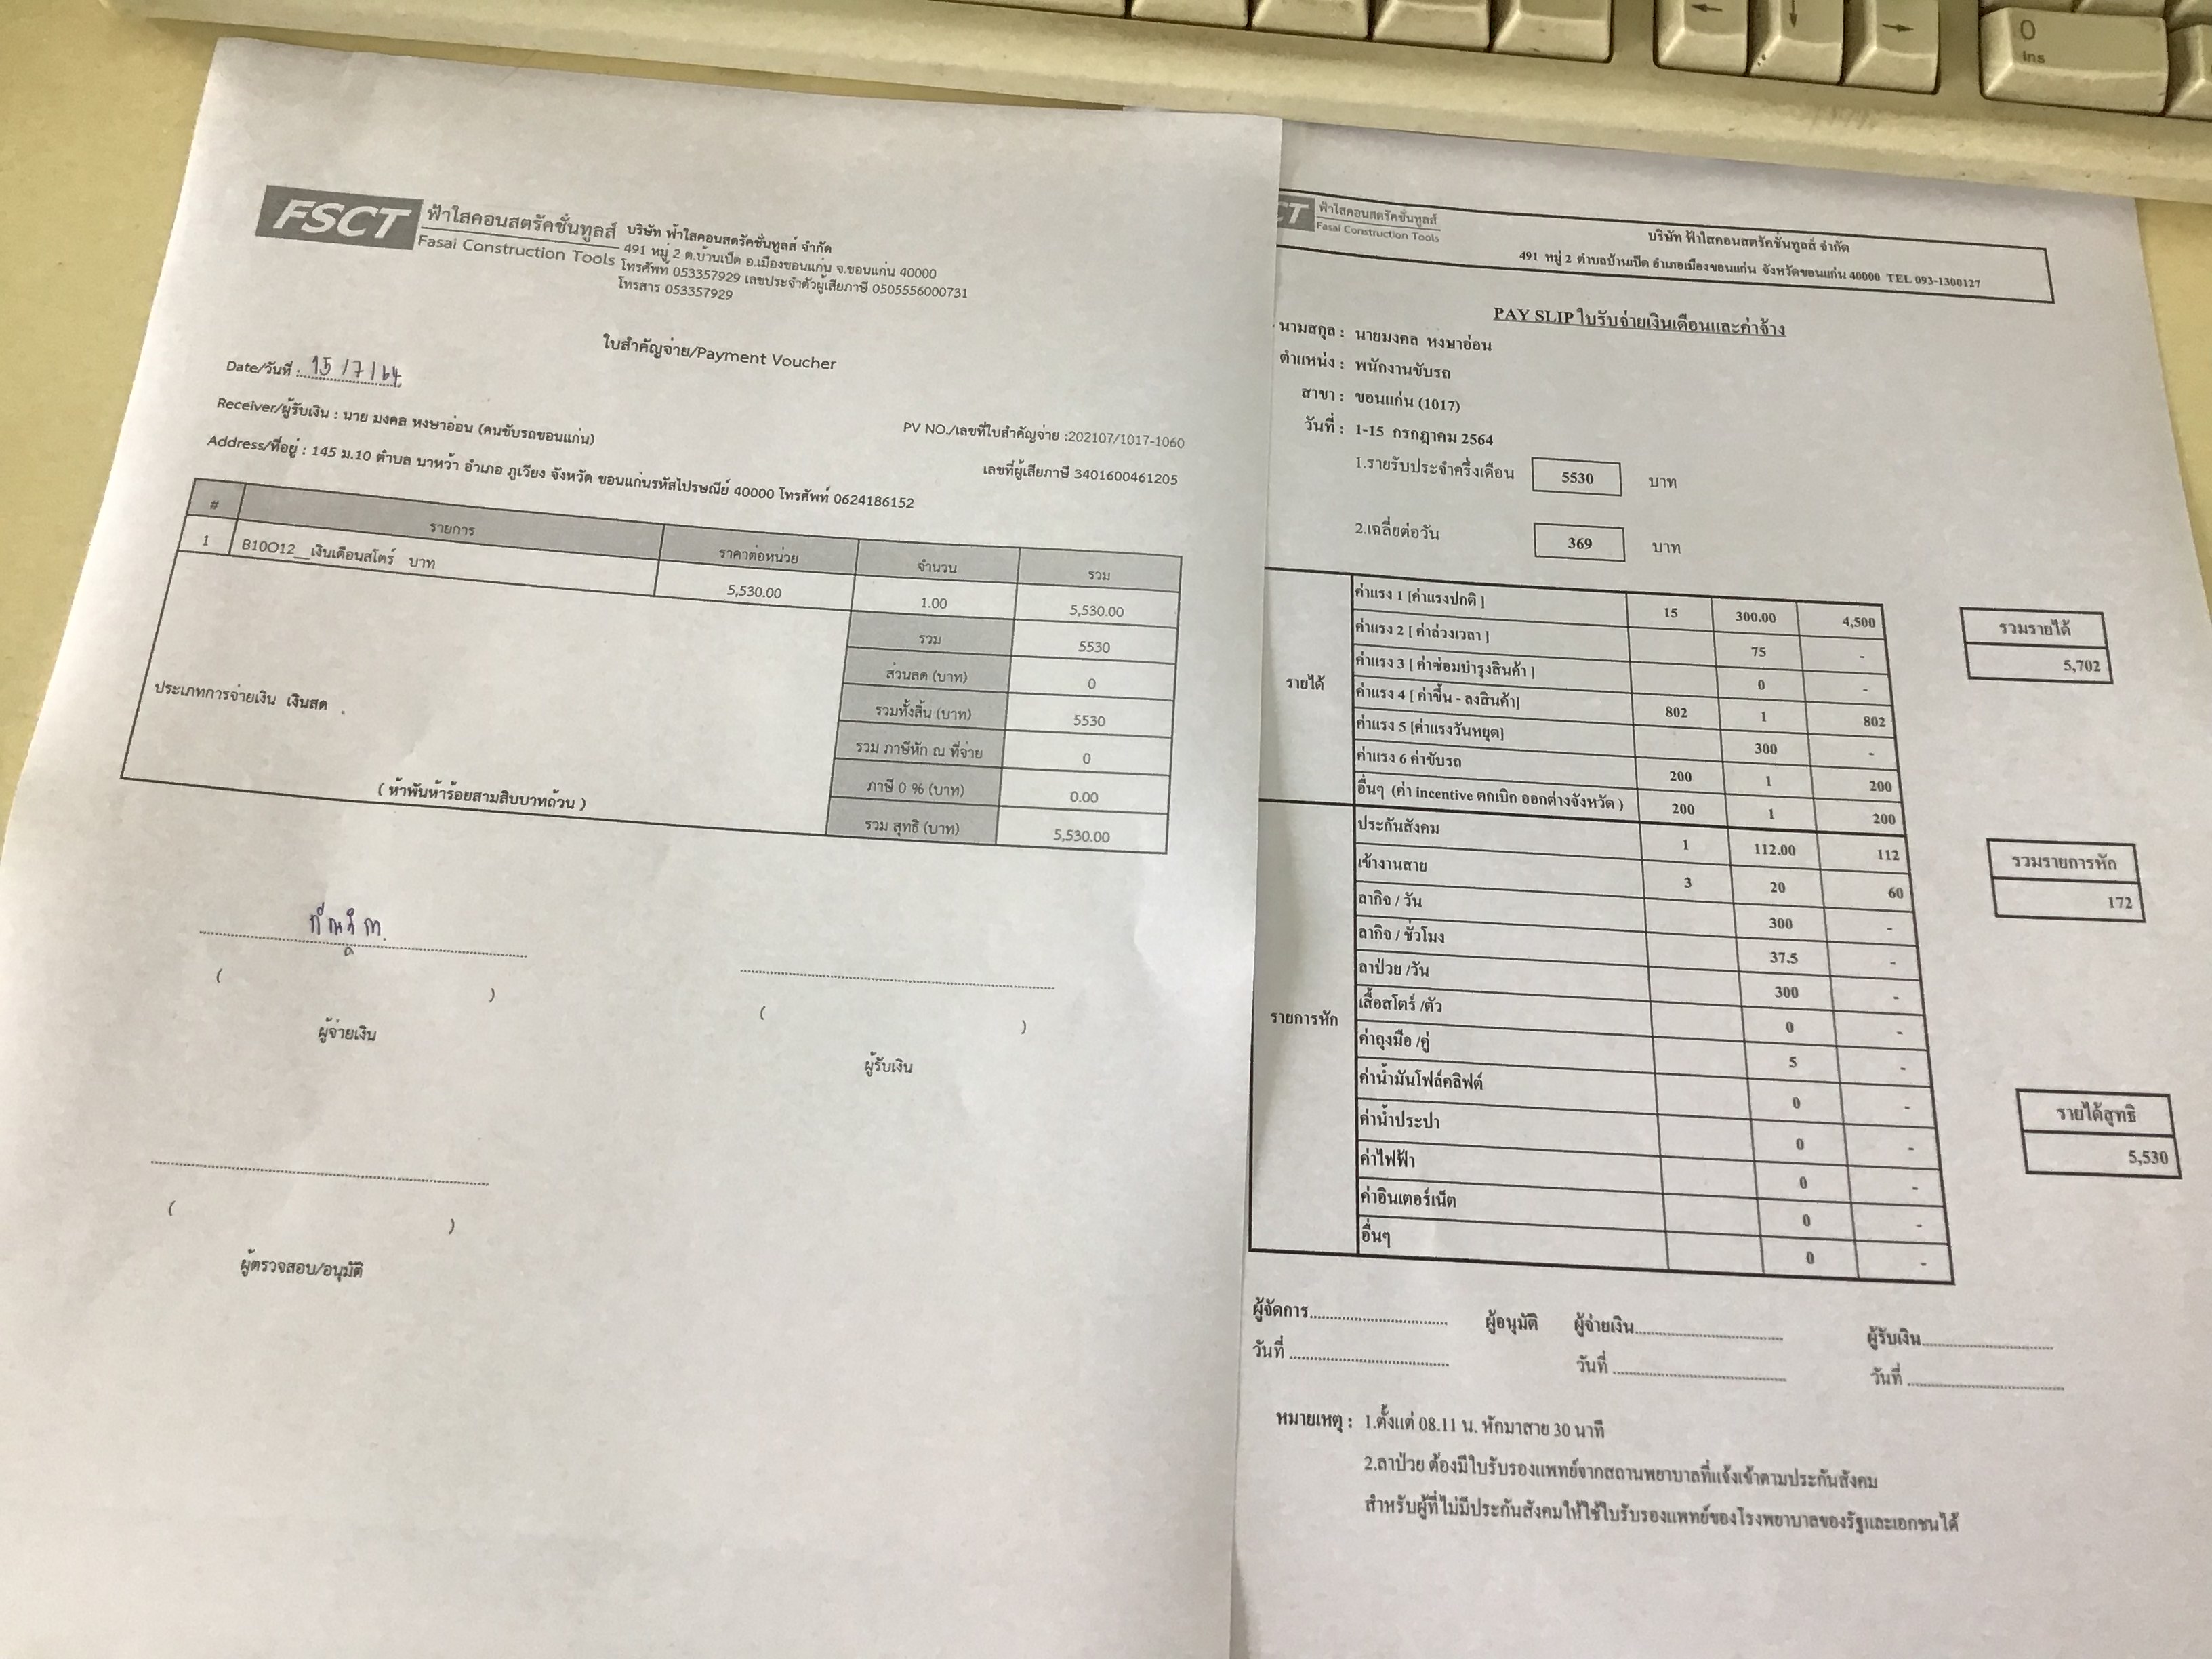 FSCT ฟ้าใสคอนสตรัคชั่นทูลส์
Fasai Construction Tools
บริษัท ฟ้าใสคอนสตรัคชั่นทูลส์ จำกัด
491 หมู่ 2 ต.บ้านเป็ด อ.เมืองขอนแก่น จ.ขอนแก่น 40000
โทรศัพท์ 053357929 เลขประจำตัวผู้เสียภาษี 0505556000731
โทรสาร 053357929
ใบสำคัญจ่าย/Payment Voucher
Date/วันที่ : 15 / 7 / 64
PV NO./เลขที่ใบสำคัญจ่าย :202107/1017-1060
Receiver/ผู้รับเงิน : นาย มงคล หงษาอ่อน (คนขับรถขอนแก่น)
เลขที่ผู้เสียภาษี 3401600461205
Address/ที่อยู่ : 145 ม.10 ตำบล นาหว้า อำเภอ ภูเวียง จังหวัด ขอนแก่นรหัสไปรษณีย์ 40000 โทรศัพท์ 0624186152
# รายการ ราคาต่อหน่วย จำนวน รวม
1 B10O12_ เงินเดือนสโตร์ บาท 5,530.00 1.00 5,530.00
รวม 5530
ส่วนลด (บาท) 0
ประเภทการจ่ายเงิน เงินสด .
รวมทั้งสิ้น (บาท) 5530
รวม ภาษีหัก ณ ที่จ่าย 0
ภาษี 0 % (บาท) 0.00
( ห้าพันห้าร้อยสามสิบบาทถ้วน ) รวม สุทธิ (บาท) 5,530.00
( )
ผู้จ่ายเงิน
( )
ผู้รับเงิน
( )
ผู้ตรวจสอบ/อนุมัติ
CT ฟ้าใสคอนสตรัคชั่นทูลส์
Fasai Construction Tools
บริษัท ฟ้าใสคอนสตรัคชั่นทูลส์ จำกัด
491 หมู่ 2 ตำบลบ้านเป็ด อำเภอเมืองขอนแก่น จังหวัดขอนแก่น 40000 TEL 093-1300127
PAY SLIP ใบรับจ่ายเงินเดือนและค่าจ้าง
นามสกุล : นายมงคล หงษาอ่อน
ตำแหน่ง : พนักงานขับรถ
สาขา : ขอนแก่น (1017)
วันที่ : 1-15 กรกฎาคม 2564
1.รายรับประจำครึ่งเดือน 5530 บาท
2.เฉลี่ยต่อวัน 369 บาท
รายได้
ค่าแรง 1 [ค่าแรงปกติ ] 15 300.00 4,500
ค่าแรง 2 [ ค่าล่วงเวลา ] 75 -
ค่าแรง 3 [ ค่าซ่อมบำรุงสินค้า ] 0 -
ค่าแรง 4 [ ค่าขึ้น - ลงสินค้า] 802 1 802
ค่าแรง 5 [ค่าแรงวันหยุด] 300 -
ค่าแรง 6 ค่าขับรถ 200 1 200
อื่นๆ (ค่า incentive ตกเบิก ออกต่างจังหวัด ) 200 1 200
รวมรายได้
5,702
รายการหัก
ประกันสังคม 1 112.00 112
เข้างานสาย 3 20 60
ลากิจ / วัน 300 -
ลากิจ / ชั่วโมง 37.5 -
ลาป่วย /วัน 300 -
เสื้อสโตร์ /ตัว 0 -
ค่าถุงมือ /คู่ 5 -
ค่าน้ำมันโฟล์คลิฟต์ 0 -
ค่าน้ำประปา 0 -
ค่าไฟฟ้า 0 -
ค่าอินเตอร์เน็ต 0 -
อื่นๆ 0 -
รวมรายการหัก
172
รายได้สุทธิ
5,530
ผู้จัดการ ผู้อนุมัติ ผู้จ่ายเงิน ผู้รับเงิน
วันที่ วันที่ วันที่
หมายเหตุ : 1.ตั้งแต่ 08.11 น. หักมาสาย 30 นาที
2.ลาป่วย ต้องมีใบรับรองแพทย์จากสถานพยาบาลที่แจ้งเข้าตามประกันสังคม
สำหรับผู้ที่ไม่มีประกันสังคมให้ใช้ใบรับรองแพทย์ของโรงพยาบาลของรัฐและเอกชนได้
0
Ins